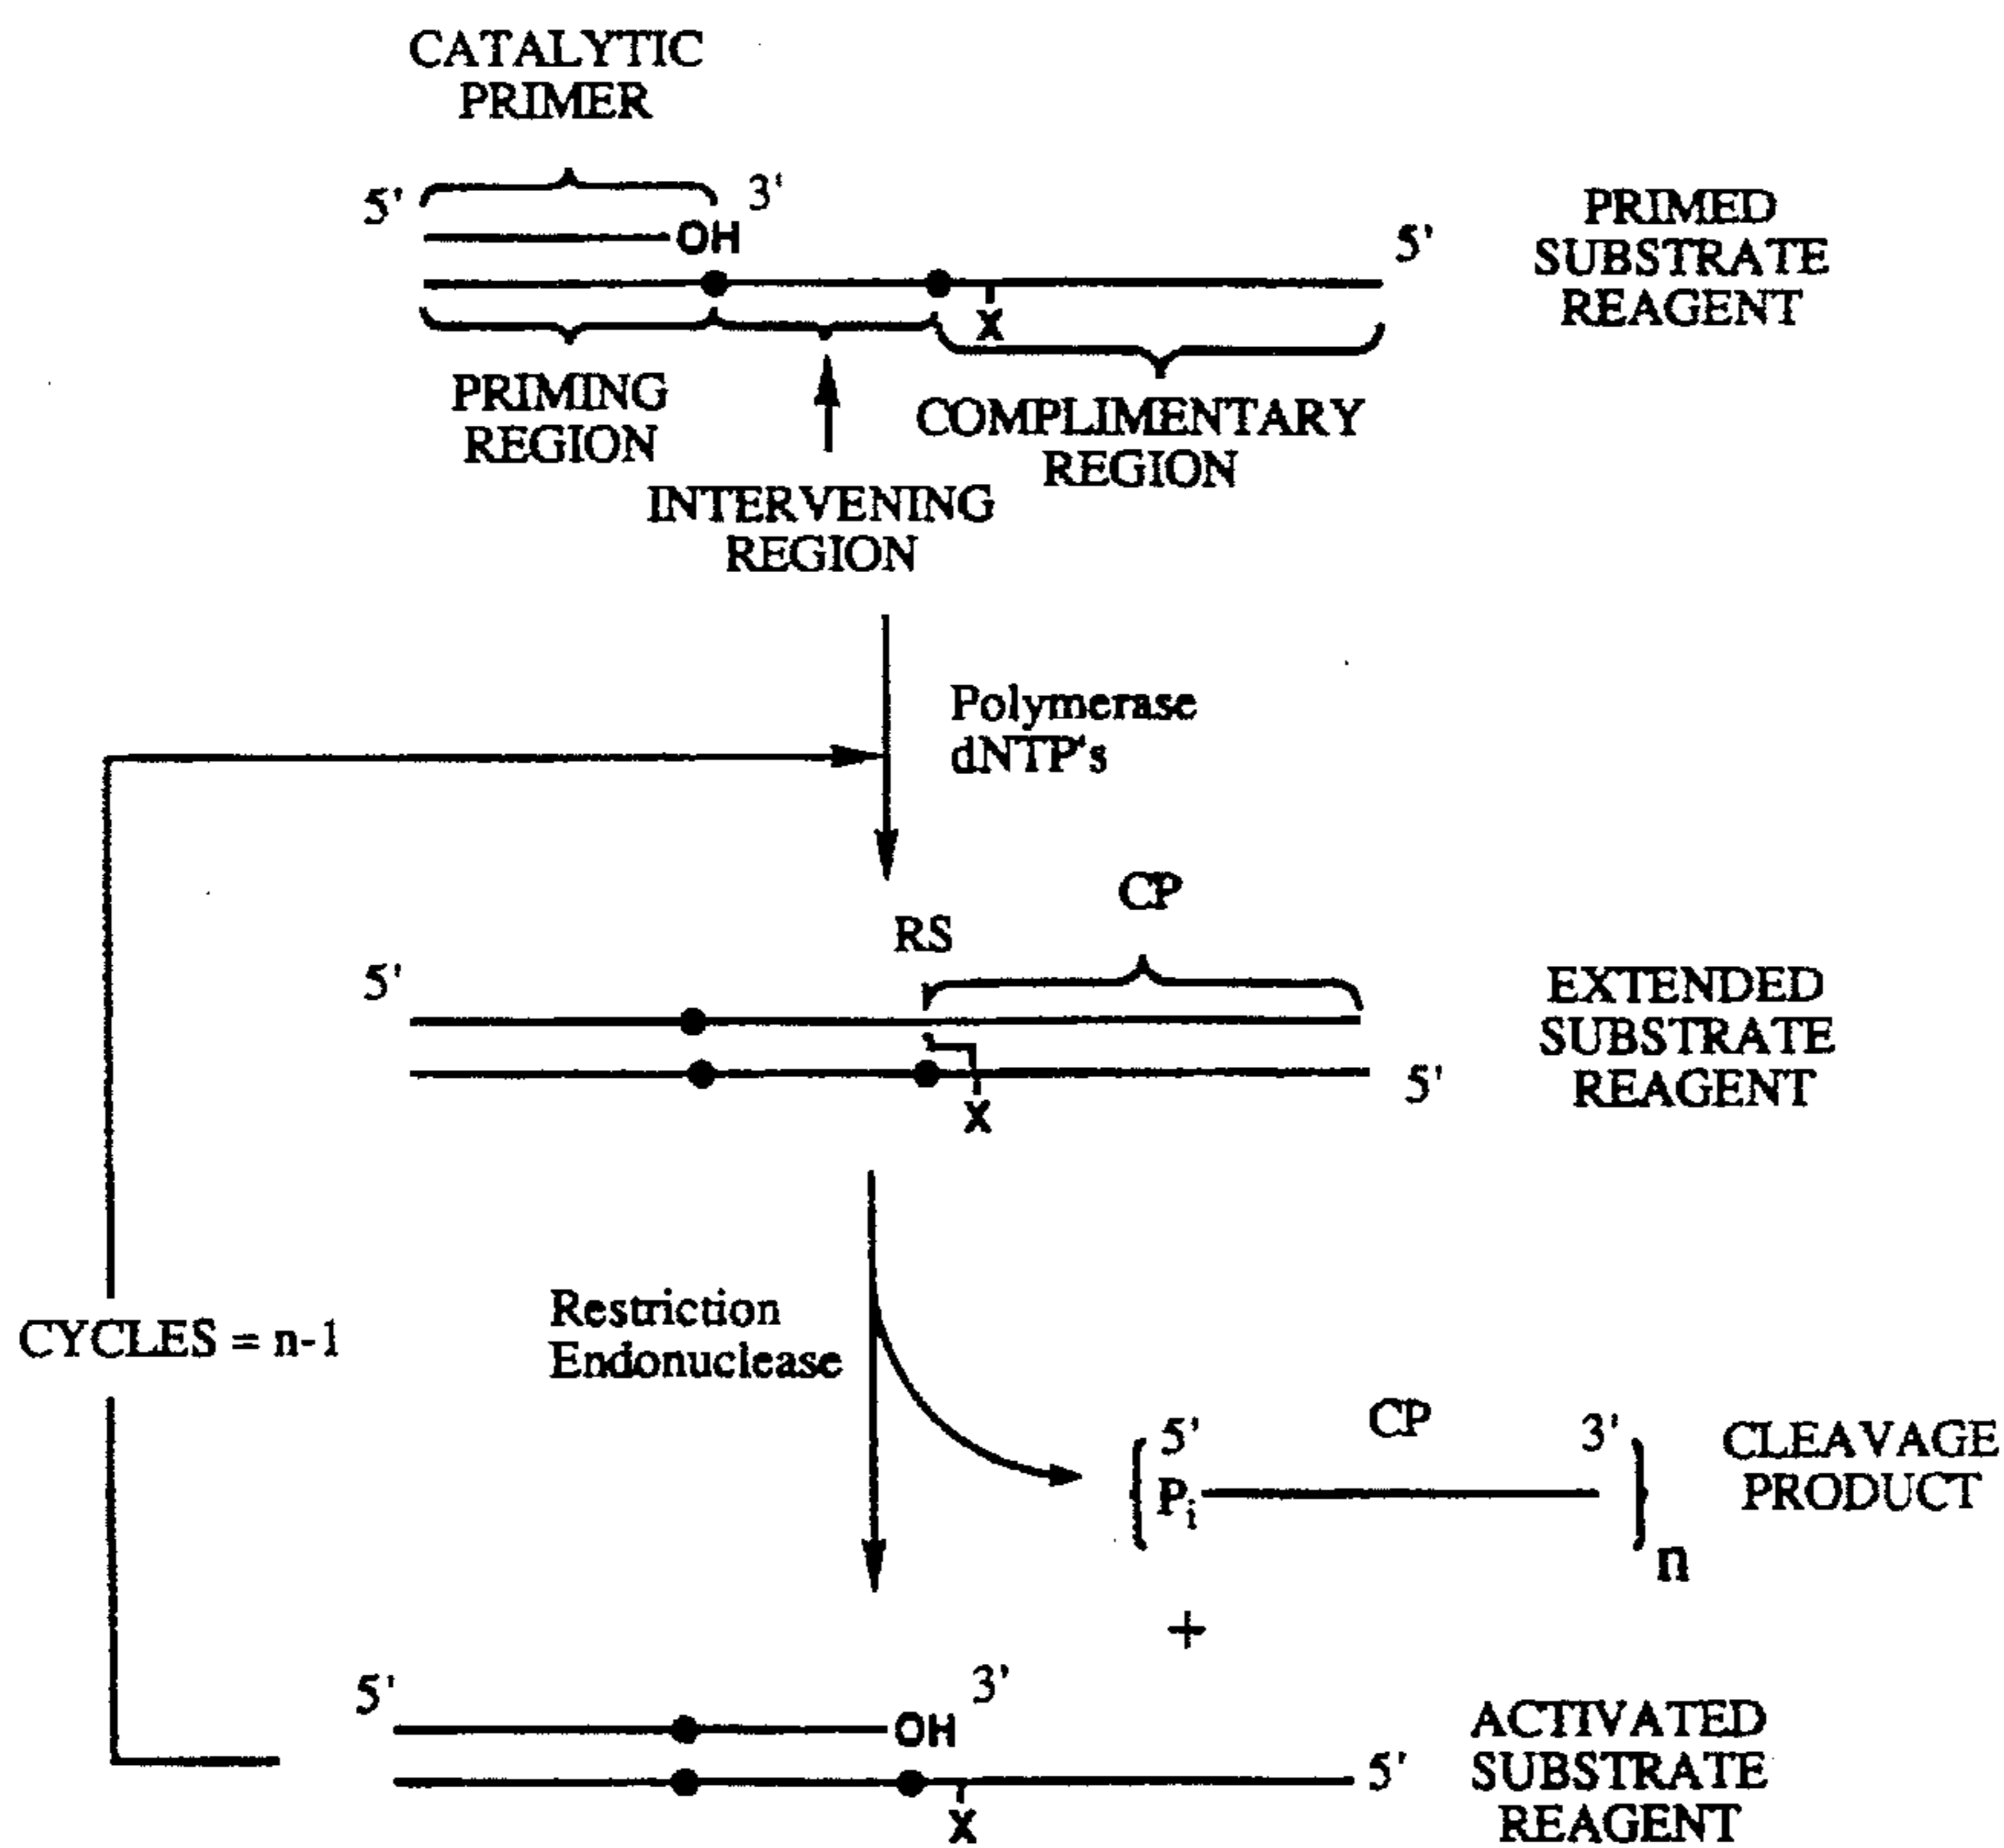 CATALYTIC
PRIMER
5'
3'
OH
5'
PRIMED
SUBSTRATE
REAGENT
X
PRIMING
REGION
COMPLIMENTARY
REGION
INTERVENING
REGION
Polymerase
dNTP's
CP
RS
5'
EXTENDED
SUBSTRATE
REAGENT
5'
X
CYCLES = n-1
Restriction
Endonuclease
5'
CP
3'
Pi
n
CLEAVAGE
PRODUCT
+
5'
3'
OH
5'
X
ACTIVATED
SUBSTRATE
REAGENT